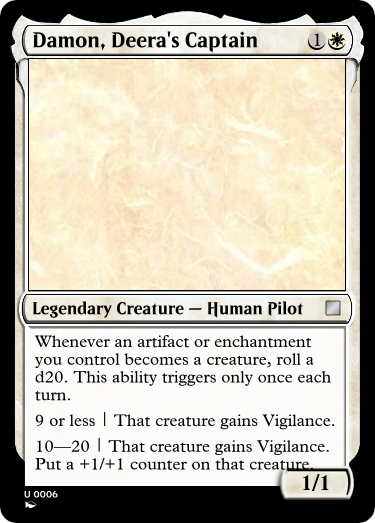 Damon, Deera's Captain 1
Legendary Creature — Human Pilot
Whenever an artifact or enchantment
you control becomes a creature, roll a
d20. This ability triggers only once each
turn.
9 or less | That creature gains Vigilance.
10—20 | That creature gains Vigilance.
Put a +1/+1 counter on that creature.
1/1
U 0006